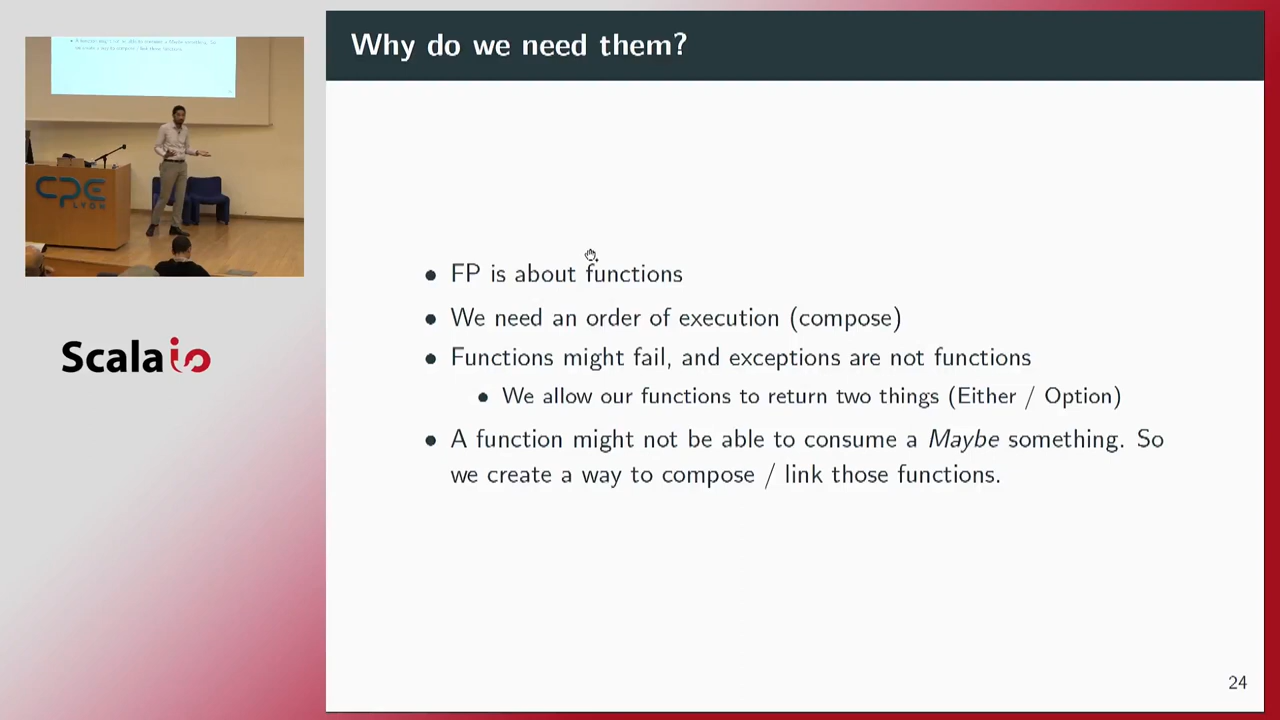 Why do we need them?
CPE
LYON
• FP is about functions
• We need an order of execution (compose)
• Functions might fail, and exceptions are not functions
• We allow our functions to return two things (Either / Option)
• A function might not be able to consume a Maybe something. So
we create a way to compose / link those functions.
Scala io
24